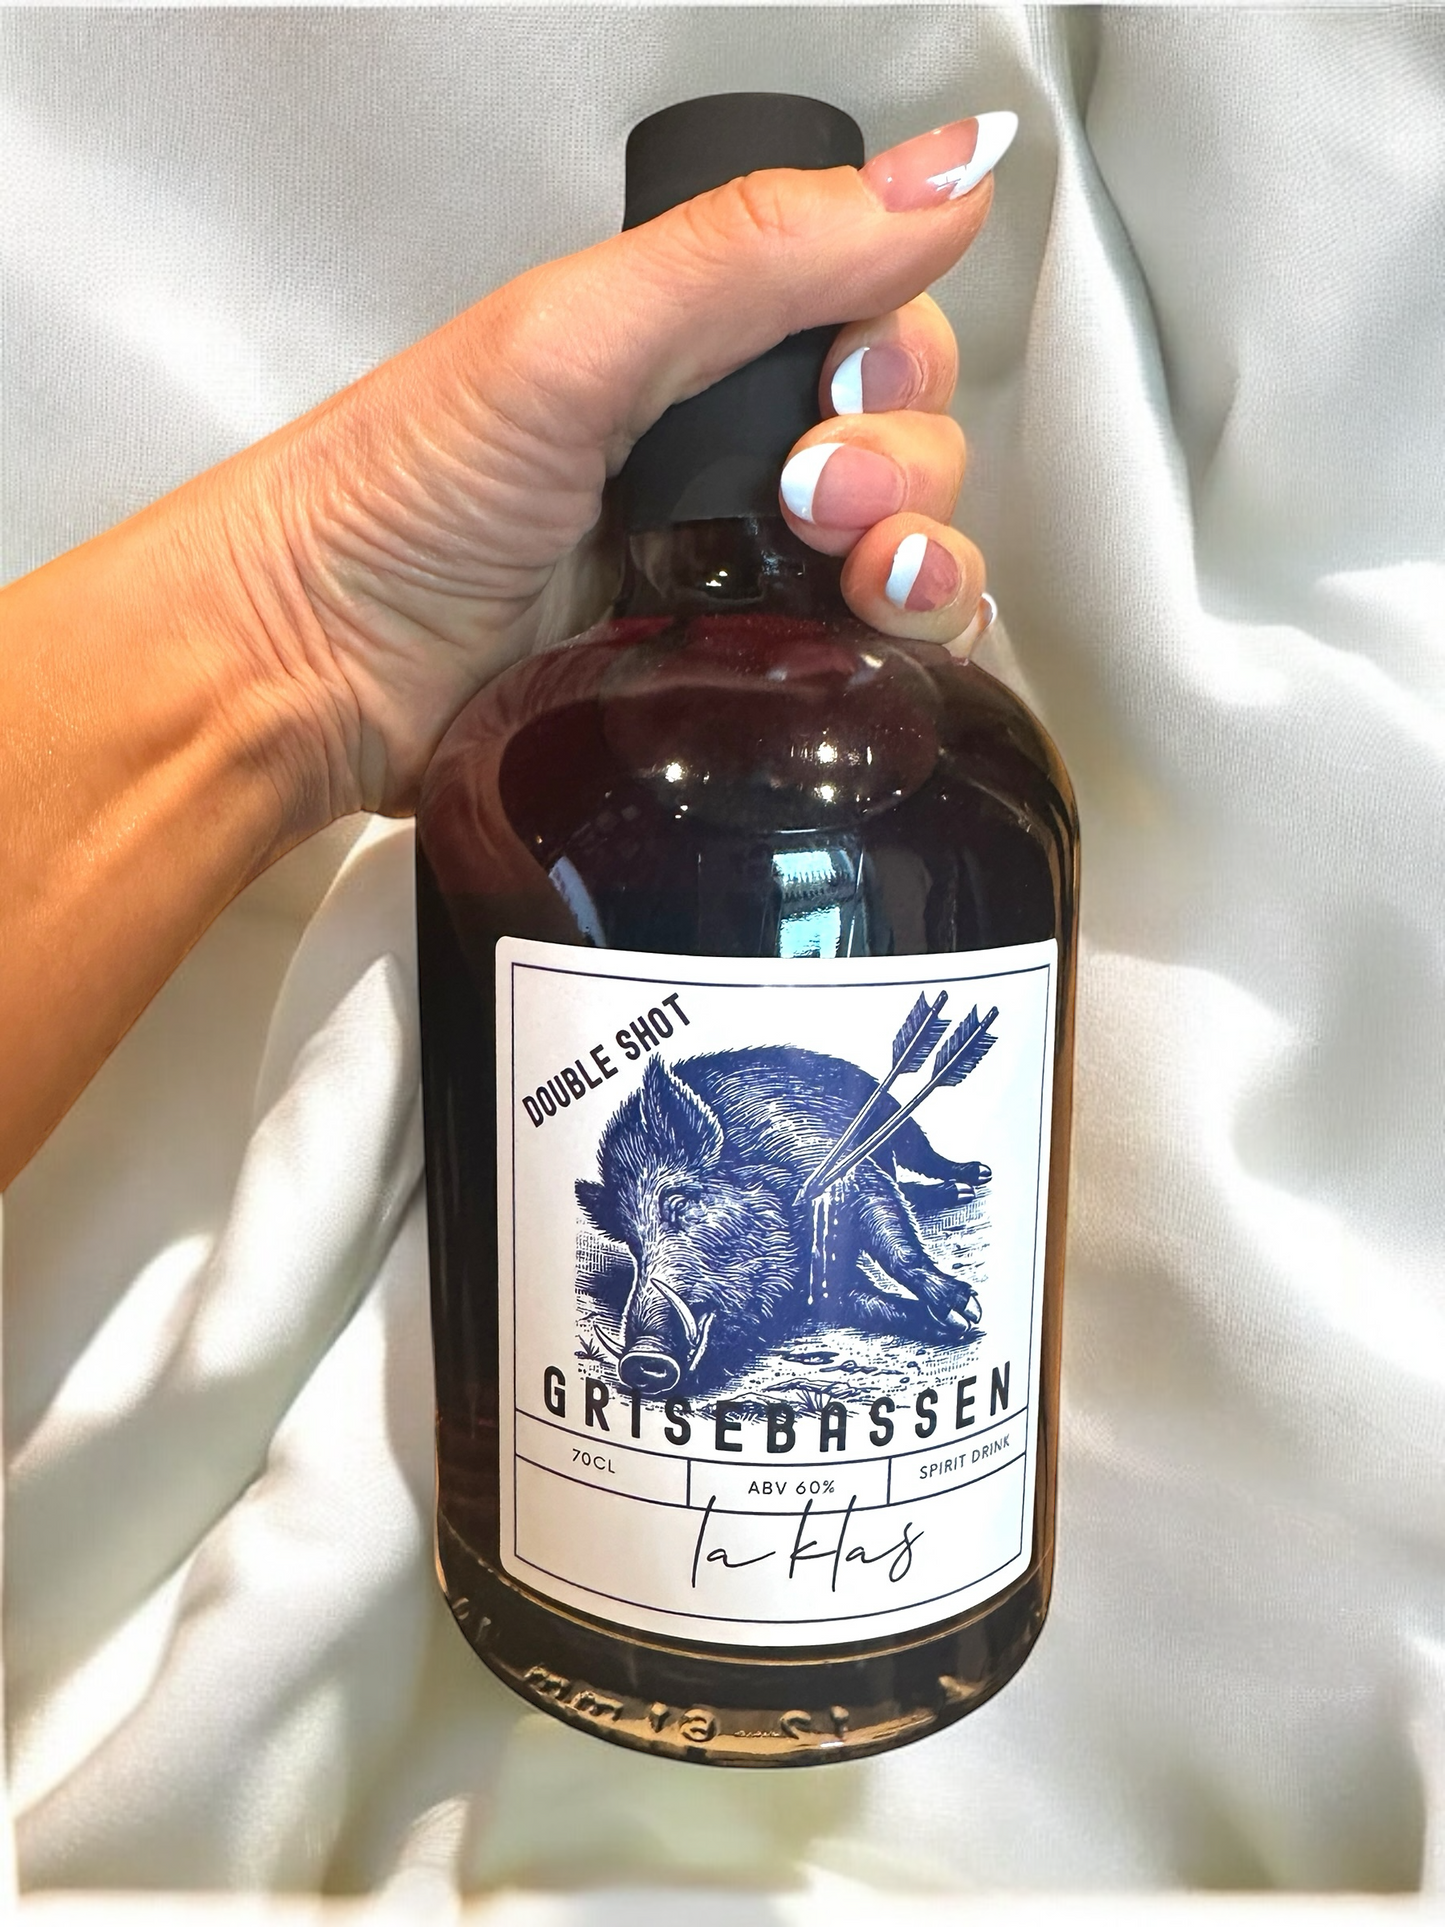 DOUBLE SHOT
GRISEBASSEN
70CL
ABV 60%
SPIRIT DRINK
la klas